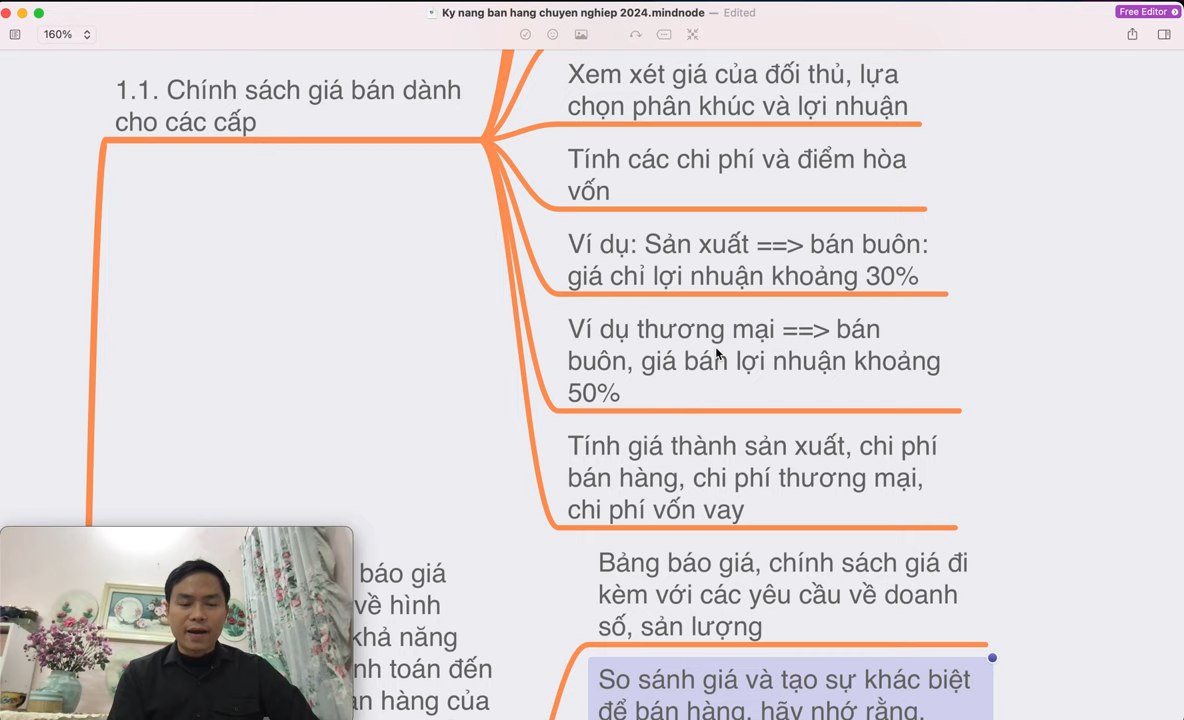 Ky nang ban hang chuyen nghiep 2024.mindnode — Edited
Free Editor
160%
1.1. Chính sách giá bán dành
cho các cấp
Xem xét giá của đối thủ, lựa
chọn phân khúc và lợi nhuận
Tính các chi phí và điểm hòa
vốn
Ví dụ: Sản xuất ==> bán buôn:
giá chỉ lợi nhuận khoảng 30%
Ví dụ thương mại ==> bán
buôn, giá bán lợi nhuận khoảng
50%
Tính giá thành sản xuất, chi phí
bán hàng, chi phí thương mại,
chi phí vốn vay
báo giá
về hình
khả năng
nh toán đến
n hàng của
Bảng báo giá, chính sách giá đi
kèm với các yêu cầu về doanh
số, sản lượng
So sánh giá và tạo sự khác biệt
để bán hàng, hãy nhớ rằng,